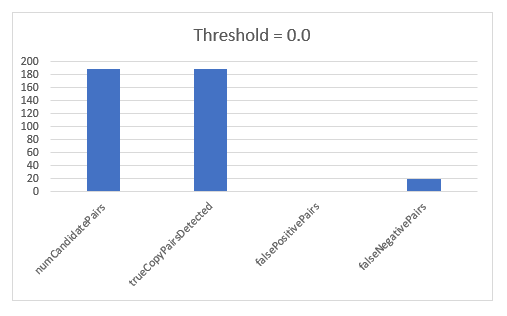 Threshold = 0.0
200
180
160
140
120
100
80
60
40
20
0
numCandidatePairs
trueCopyPairsDetected
falsePositivePairs
falseNegativePairs